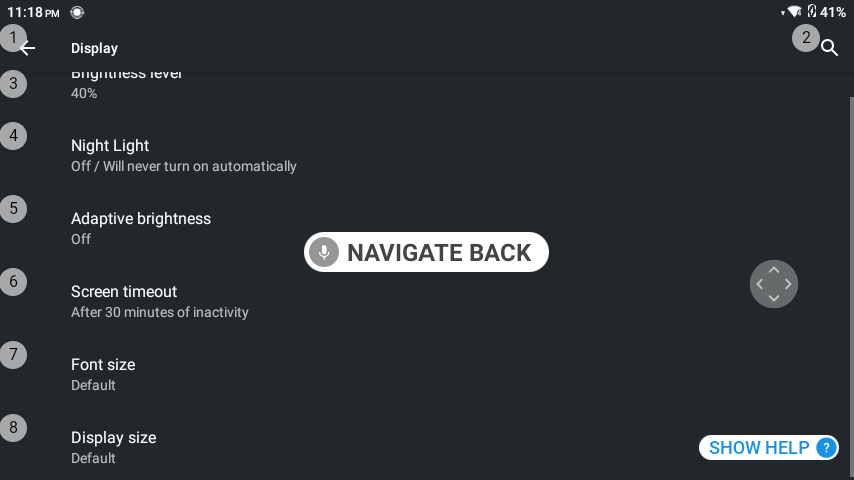 11:18 PM 41%
1 Display 2
3 Brightness level
40%
4 Night Light
Off / Will never turn on automatically
5 Adaptive brightness
Off
NAVIGATE BACK
6 Screen timeout
After 30 minutes of inactivity
7 Font size
Default
8 Display size
Default
SHOW HELP ?